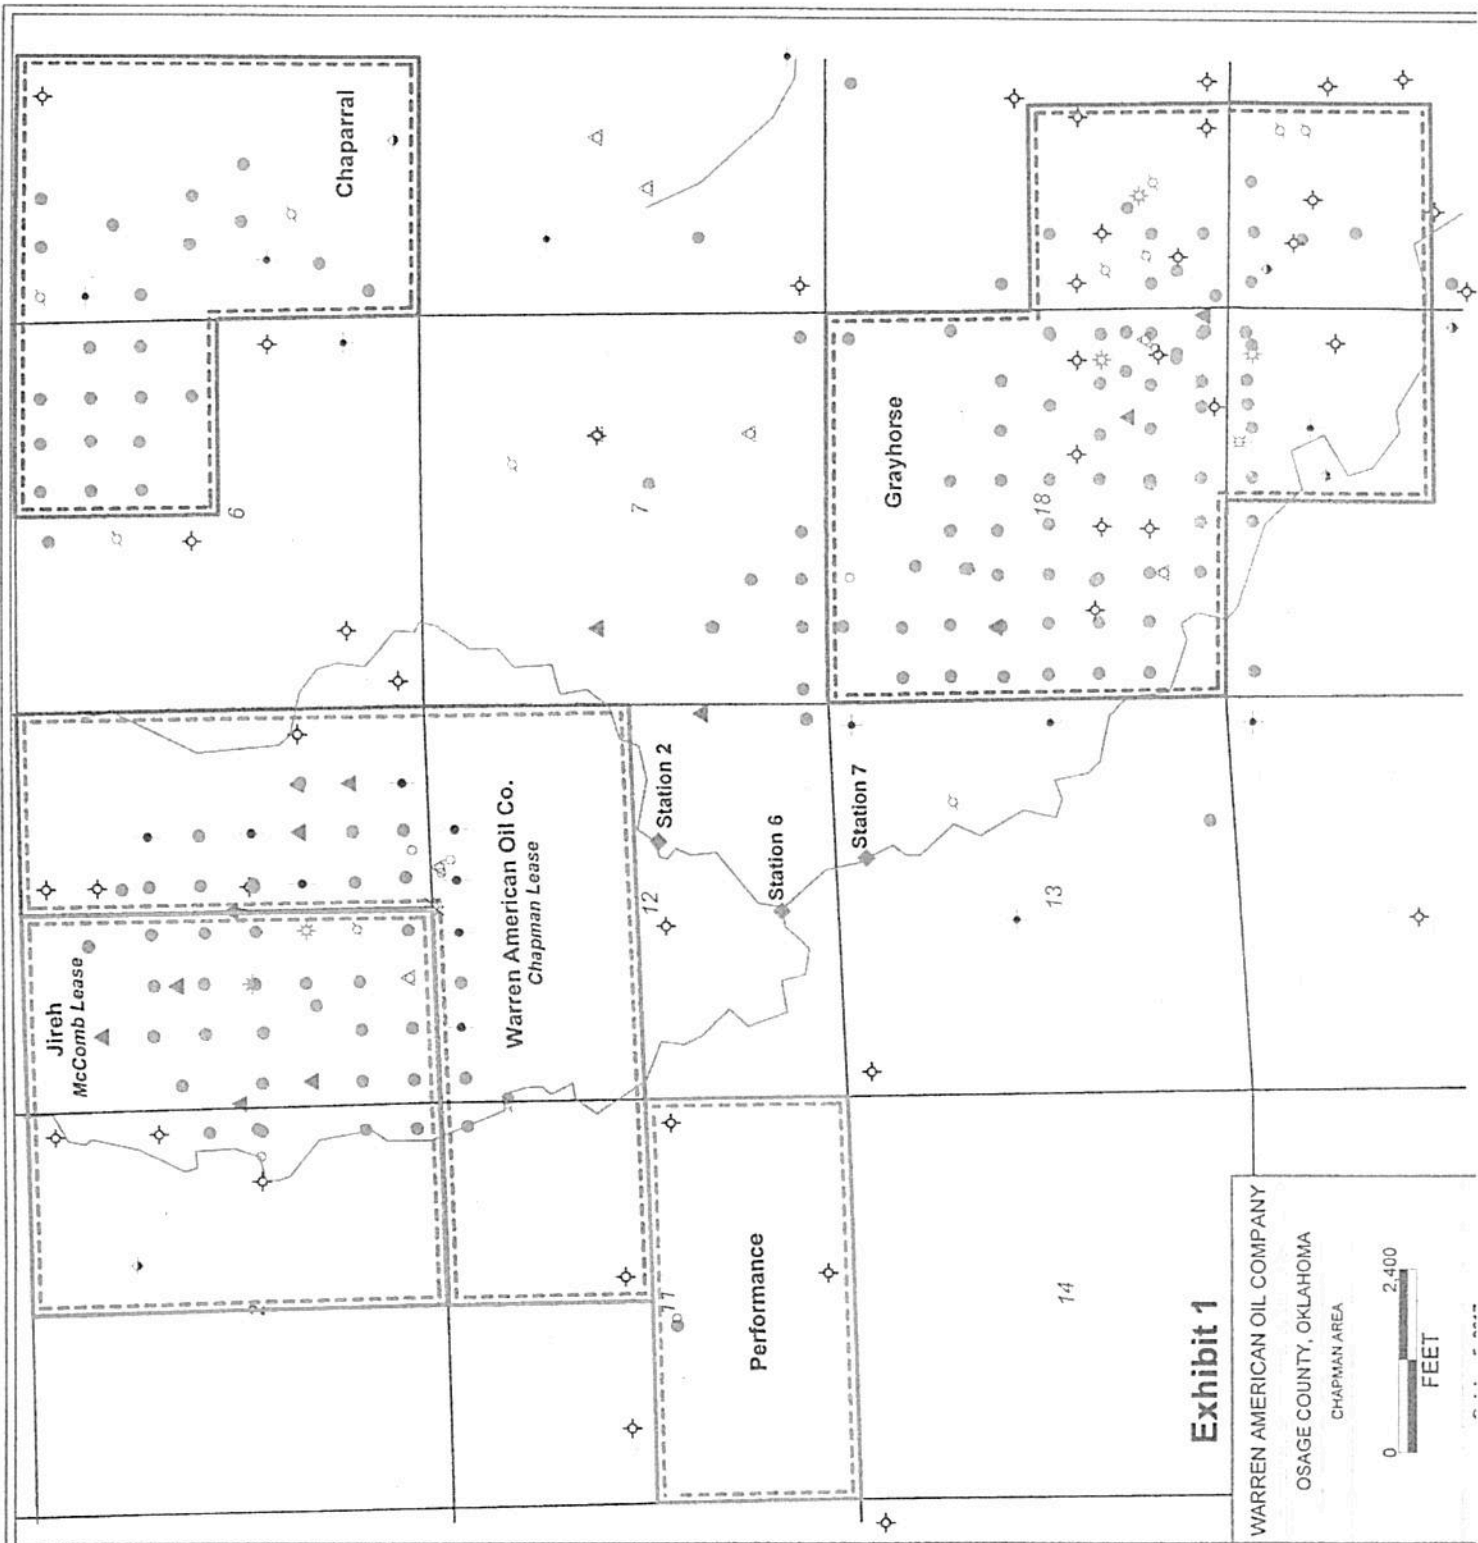 Chaparral
6
7
Grayhorse
18
Jireh
McComb Lease
Warren American Oil Co.
Chapman Lease
Station 2
12
Station 6
Station 7
13
11
Performance
14
Exhibit 1
WARREN AMERICAN OIL COMPANY
OSAGE COUNTY, OKLAHOMA
CHAPMAN AREA
0 2,400
FEET